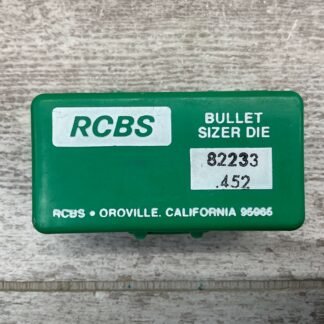 RCBS
BULLET
SIZER DIE
82233
.452
RCBS • OROVILLE, CALIFORNIA 95965